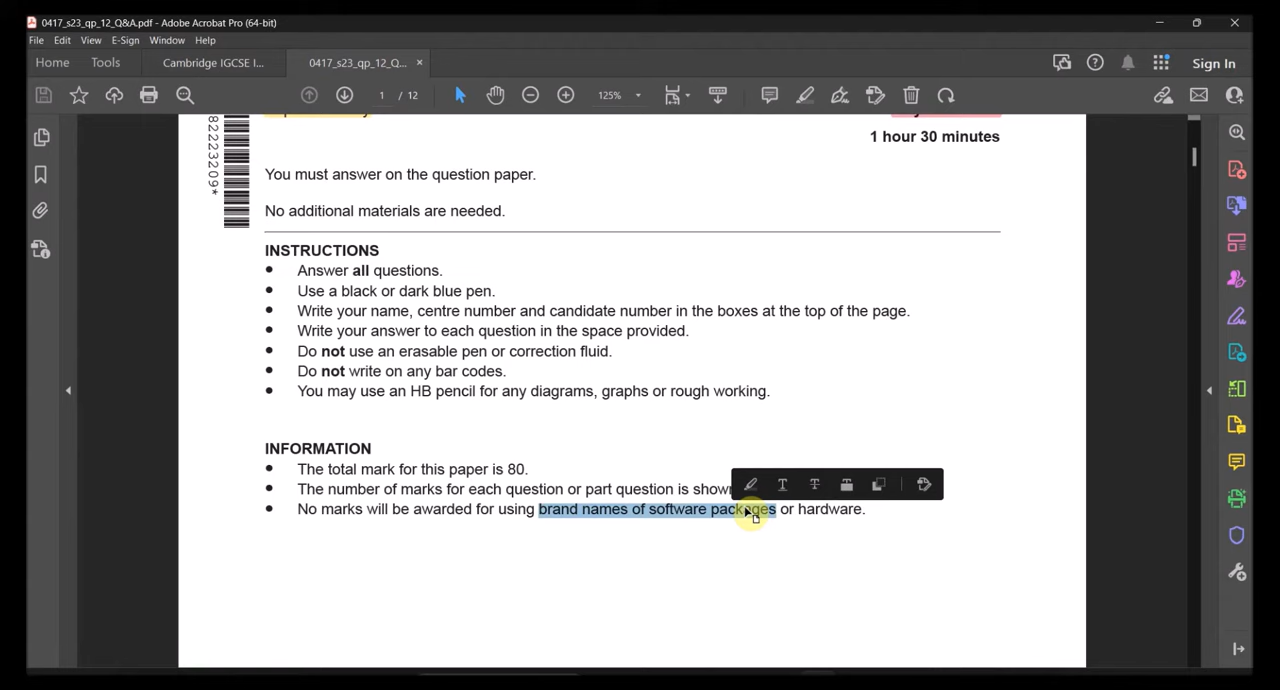 0417_s23_qp_12_Q&A.pdf - Adobe Acrobat Pro (64-bit)
File Edit View E-Sign Window Help
Home Tools Cambridge IGCSE I... 0417_s23_qp_12_Q... × Sign In
1 / 12 125%
82223209*
1 hour 30 minutes
You must answer on the question paper.
No additional materials are needed.
INSTRUCTIONS
● Answer all questions.
● Use a black or dark blue pen.
● Write your name, centre number and candidate number in the boxes at the top of the page.
● Write your answer to each question in the space provided.
● Do not use an erasable pen or correction fluid.
● Do not write on any bar codes.
● You may use an HB pencil for any diagrams, graphs or rough working.
INFORMATION
● The total mark for this paper is 80.
● The number of marks for each question or part question is shown
● No marks will be awarded for using brand names of software packages or hardware.